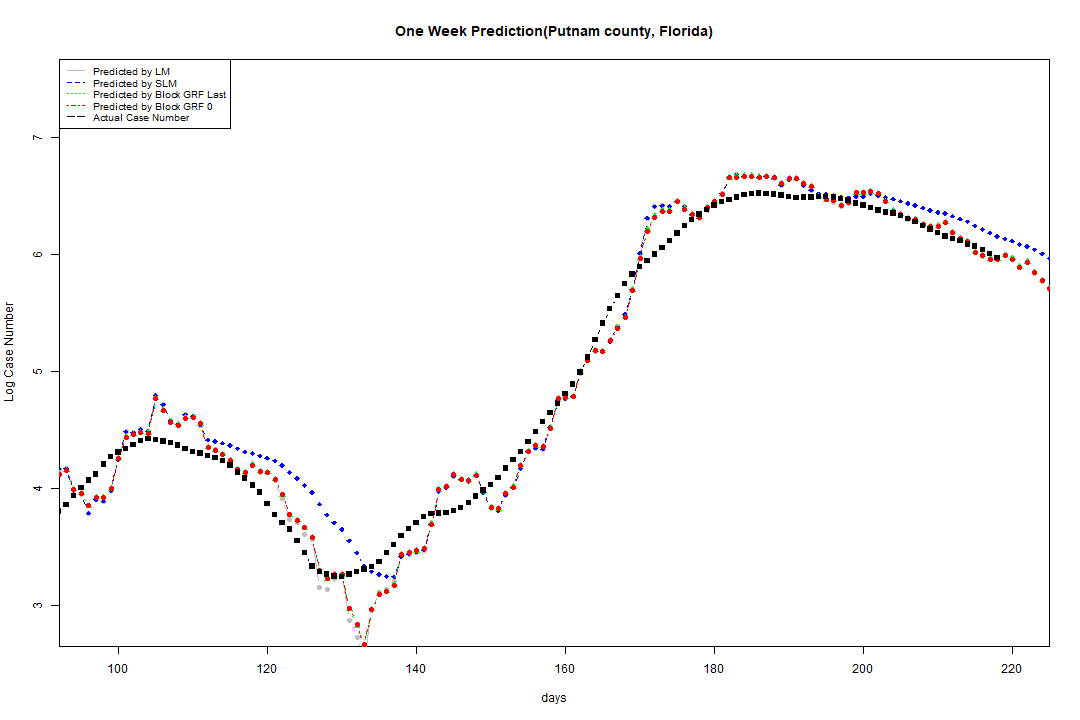 One Week Prediction(Putnam county, Florida)
Predicted by LM
Predicted by SLM
Predicted by Block GRF Last
Predicted by Block GRF 0
Actual Case Number
7
6
5
4
3
Log Case Number
100 120 140 160 180 200 220
days